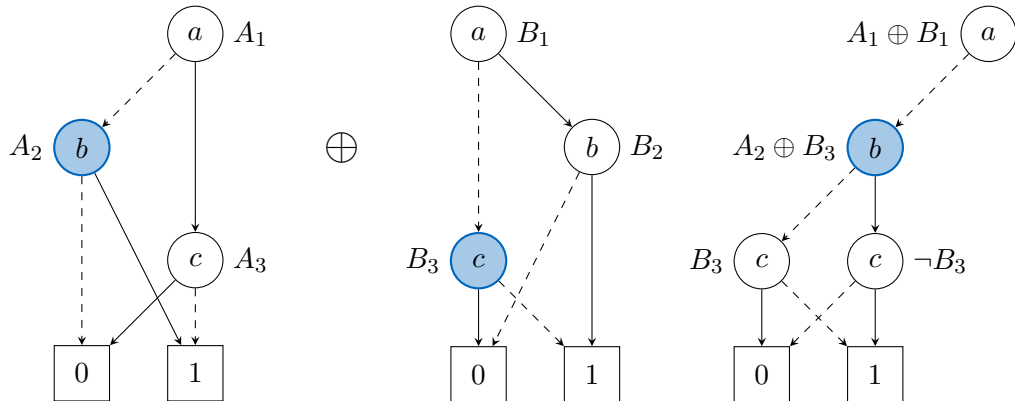 a A₁ a B₁ A₁ ⊕ B₁ a
A₂ b ⊕ b B₂ A₂ ⊕ B₃ b
c A₃ B₃ c B₃ c c ¬B₃
0 1 0 1 0 1